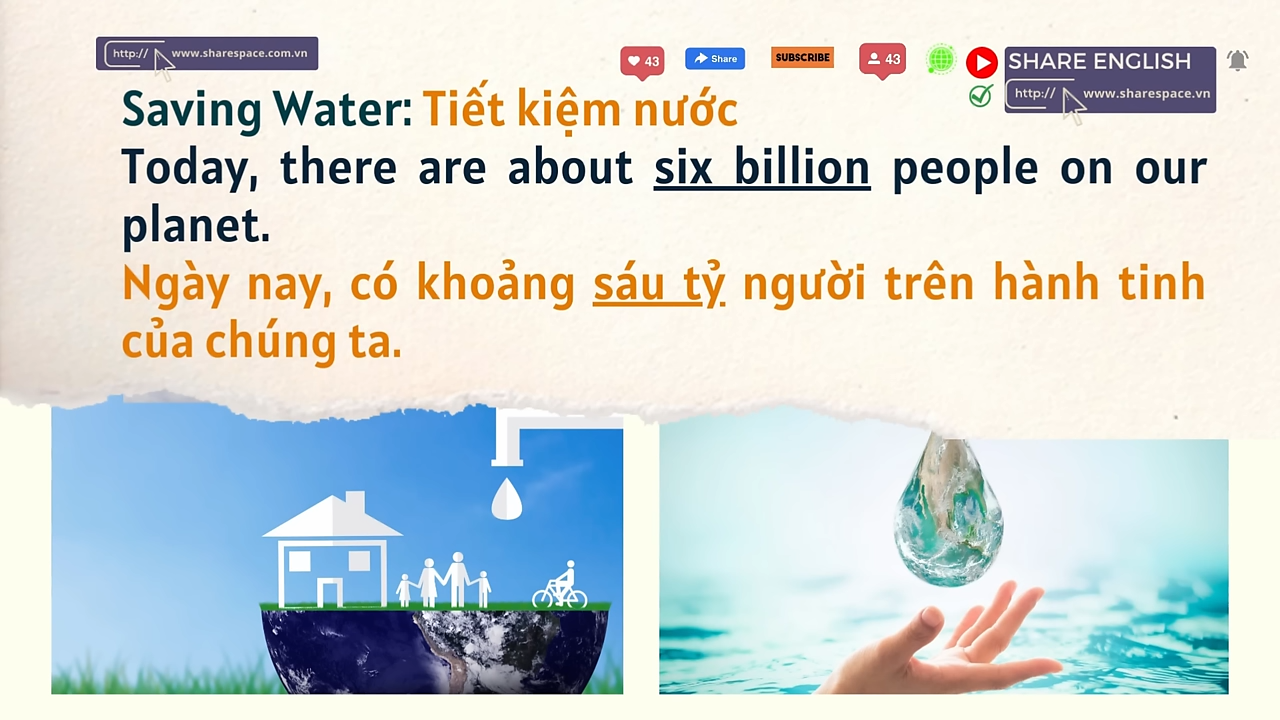 http:// www.sharespace.com.vn
43
Share
SUBSCRIBE
43
SHARE ENGLISH
http:// www.sharespace.vn
Saving Water: Tiết kiệm nước
Today, there are about six billion people on our
planet.
Ngày nay, có khoảng sáu tỷ người trên hành tinh
của chúng ta.